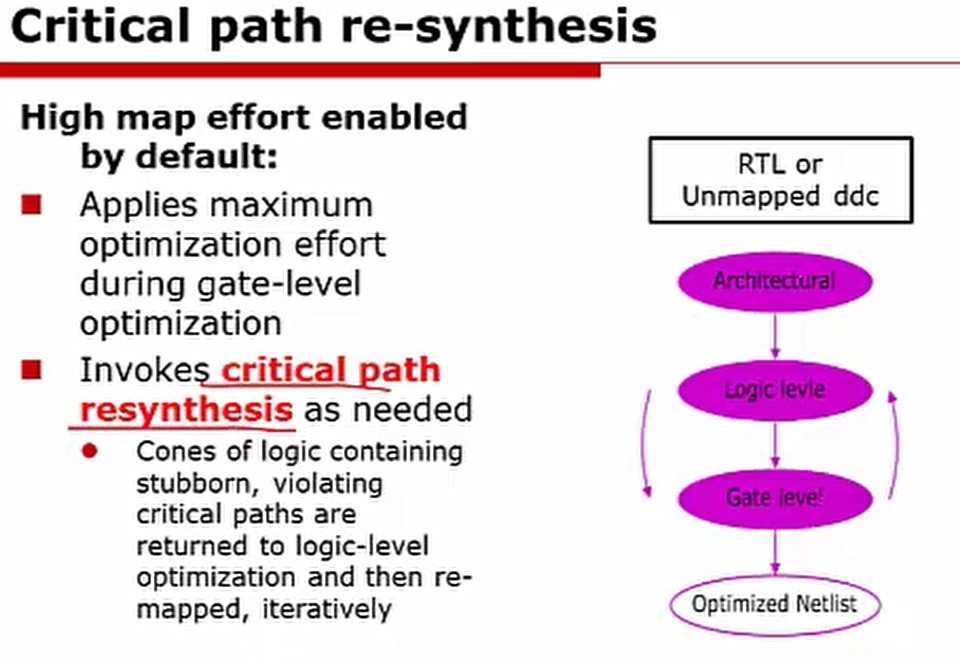 Critical path re-synthesis
High map effort enabled
by default:
Applies maximum
optimization effort
during gate-level
optimization
Invokes critical path
resynthesis as needed
Cones of logic containing
stubborn, violating
critical paths are
returned to logic-level
optimization and then re-
mapped, iteratively
RTL or
Unmapped ddc
Architectural
Logic levle
Gate level
Optimized Netlist